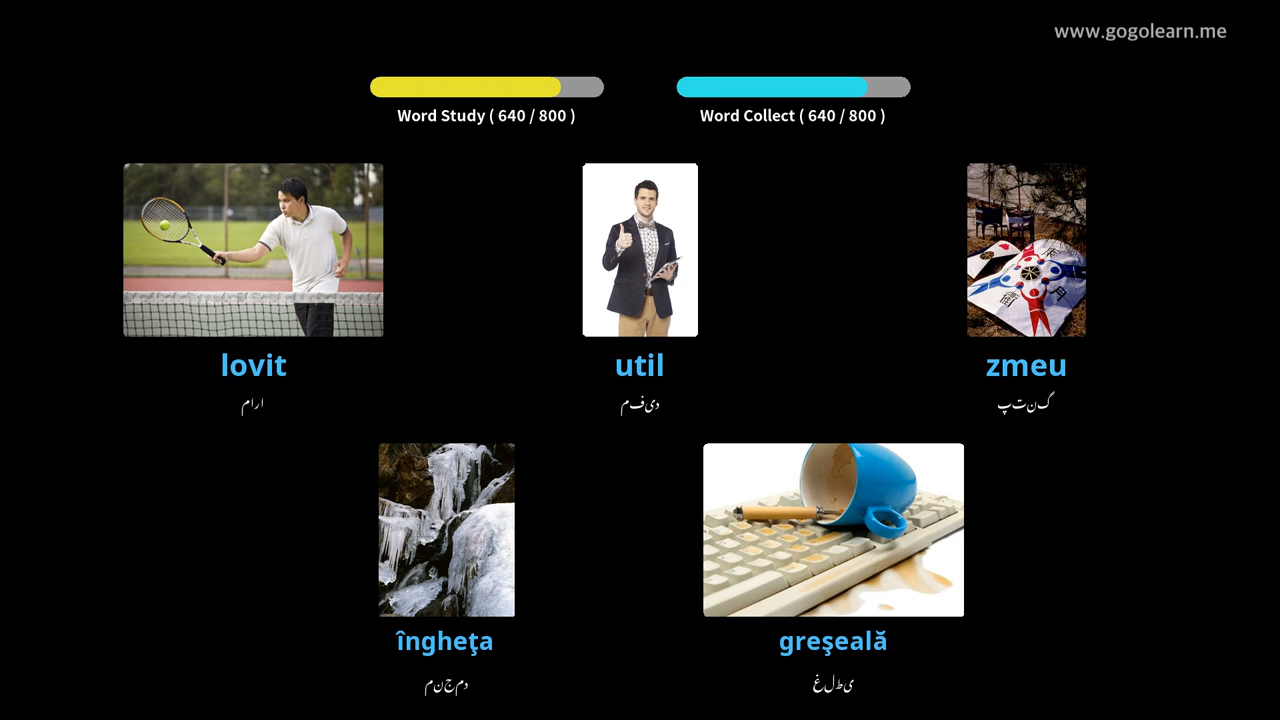 www.gogolearn.me
Word Study ( 640 / 800 )
Word Collect ( 640 / 800 )
lovit
util
zmeu
ارام
دیفم
گنتپ
îngheţa
greşeală
دمجنم
یطلغ